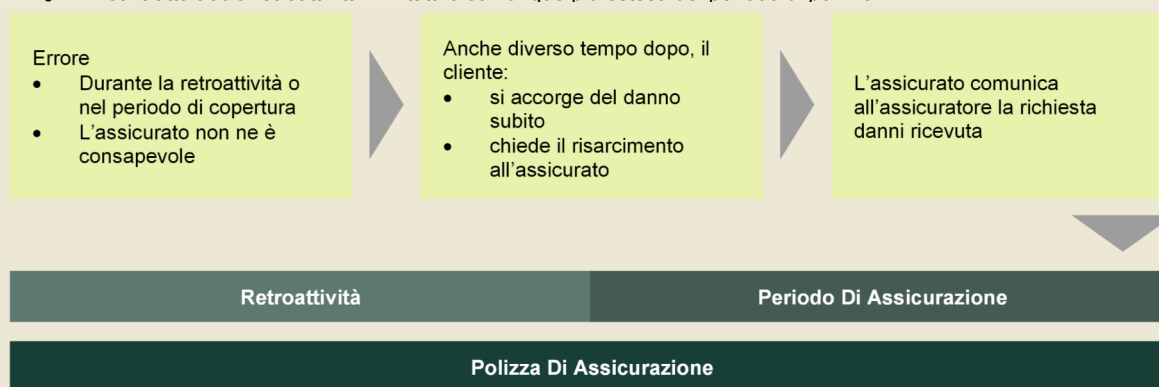 Errore
• Durante la retroattività o
nel periodo di copertura
• L'assicurato non ne è
consapevole
Anche diverso tempo dopo, il
cliente:
• si accorge del danno
subito
• chiede il risarcimento
all'assicurato
L'assicurato comunica
all'assicuratore la richiesta
danni ricevuta
Retroattività
Periodo Di Assicurazione
Polizza Di Assicurazione